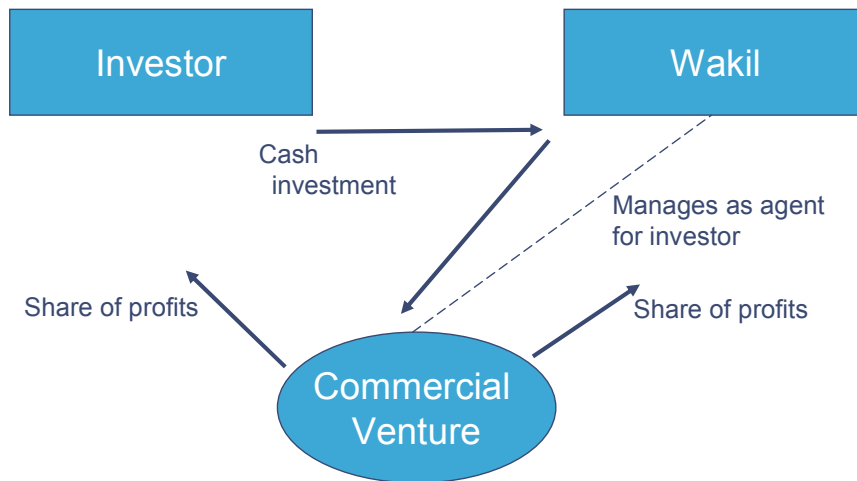 Investor
Wakil
Cash
investment
Manages as agent
for investor
Share of profits
Share of profits
Commercial
Venture